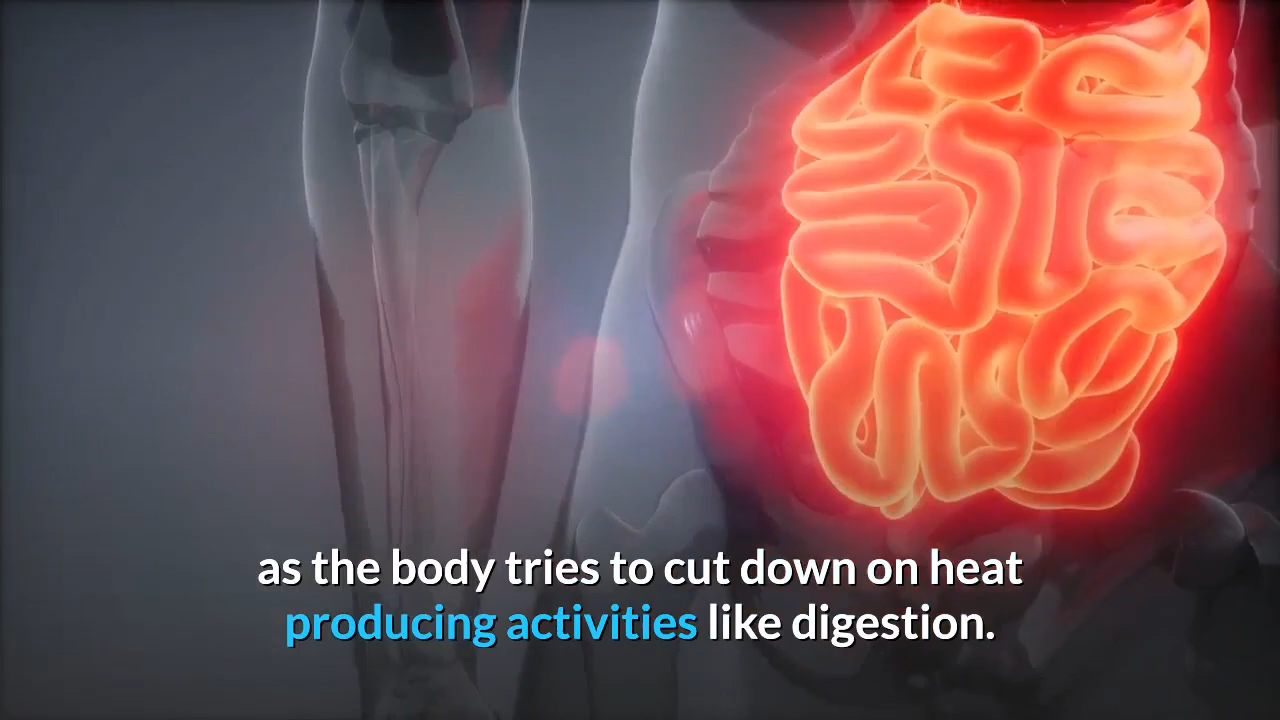 as the body tries to cut down on heat
producing activities like digestion.